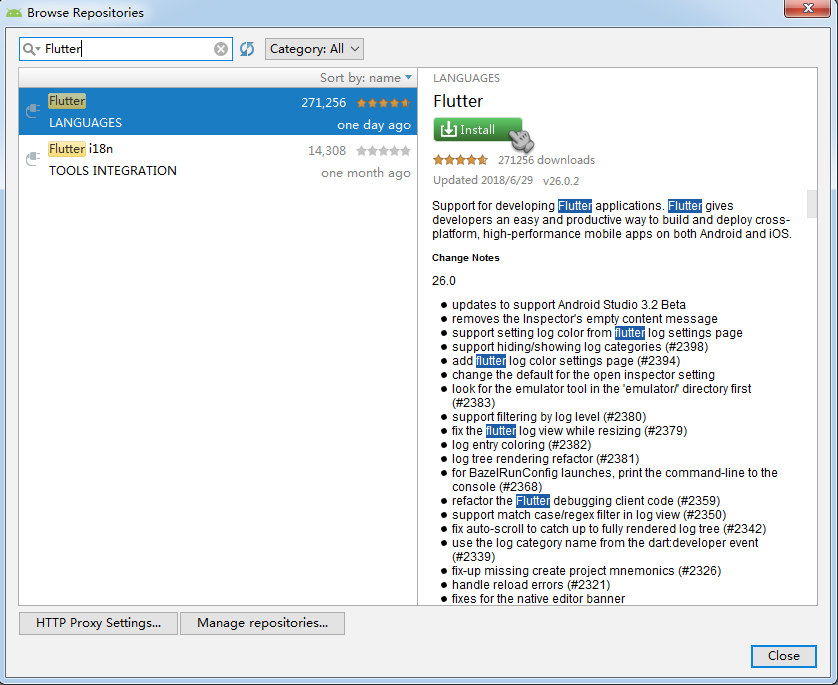 Browse Repositories
Flutter
Category: All
Sort by: name
Flutter
271,256
LANGUAGES
one day ago
Flutter i18n
14,308
TOOLS INTEGRATION
one month ago
LANGUAGES
Flutter
Install
271256 downloads
Updated 2018/6/29 v26.0.2
Support for developing Flutter applications. Flutter gives
developers an easy and productive way to build and deploy cross-
platform, high-performance mobile apps on both Android and iOS.
Change Notes
26.0
● updates to support Android Studio 3.2 Beta
● removes the Inspector's empty content message
● support setting log color from flutter log settings page
● support hiding/showing log categories (#2398)
● add flutter log color settings page (#2394)
● change the default for the open inspector setting
● look for the emulator tool in the 'emulator/' directory first
(#2383)
● support filtering by log level (#2380)
● fix the flutter log view while resizing (#2379)
● log entry coloring (#2382)
● log tree rendering refactor (#2381)
● for BazelRunConfig launches, print the command-line to the
console (#2368)
● refactor the Flutter debugging client code (#2359)
● support match case/regex filter in log view (#2350)
● fix auto-scroll to catch up to fully rendered log tree (#2342)
● use the log category name from the dart:developer event
(#2339)
● fix-up missing create project mnemonics (#2326)
● handle reload errors (#2321)
● fixes for the native editor banner
HTTP Proxy Settings...
Manage repositories...
Close